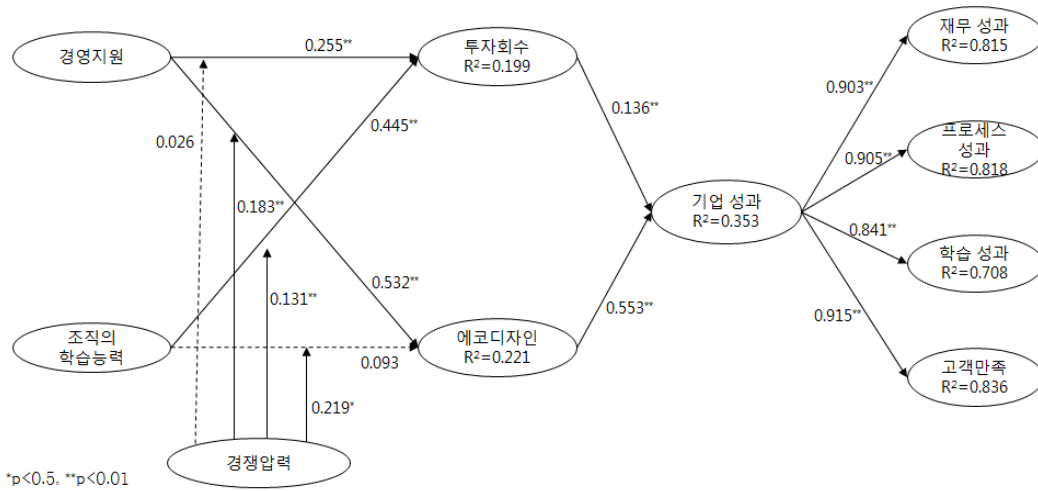 경영지원
0.255**
투자회수
R²=0.199
재무 성과
R²=0.815
0.026
0.445**
0.136**
0.903**
프로세스
성과
R²=0.818
0.905**
0.183**
기업 성과
R²=0.353
0.841**
학습 성과
R²=0.708
0.532**
0.131**
0.553**
0.915**
조직의
학습능력
0.093
에코디자인
R²=0.221
고객만족
R²=0.836
0.219*
경쟁압력
*p<0.5, **p<0.01